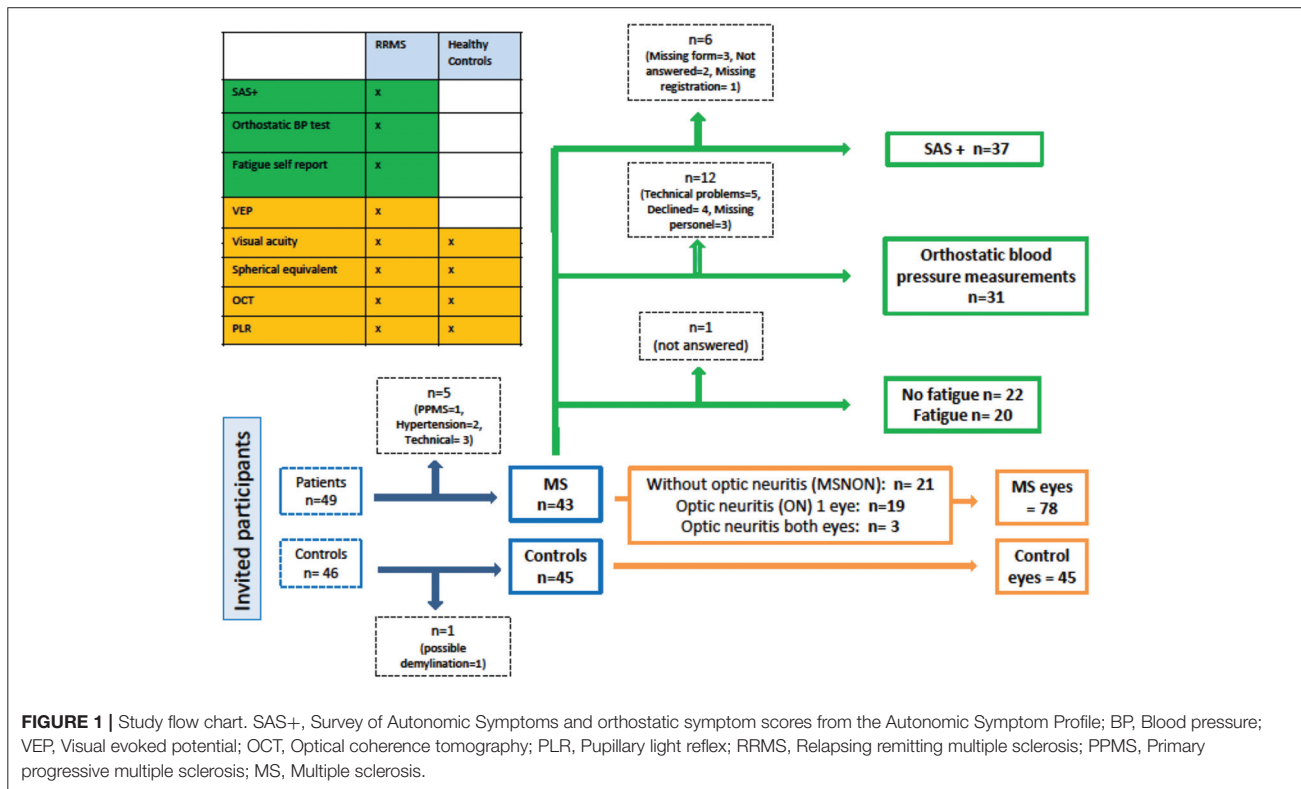 RRMS
Healthy
Controls
SAS+ x
Orthostatic BP test x
Fatigue self report x
VEP x
Visual acuity x x
Spherical equivalent x x
OCT x x
PLR x x
n=6
(Missing form=3, Not
answered=2, Missing
registration= 1)
SAS + n=37
n=12
(Technical problems=5,
Declined= 4, Missing
personel=3)
Orthostatic blood
pressure measurements
n=31
n=1
(not answered)
No fatigue n= 22
Fatigue n= 20
n=5
(PPMS=1,
Hypertension=2,
Technical= 3)
Invited participants
Patients
n=49
MS
n=43
Without optic neuritis (MSNON): n= 21
Optic neuritis (ON) 1 eye: n=19
Optic neuritis both eyes: n= 3
MS eyes
= 78
Controls
n= 46
Controls
n=45
Control
eyes = 45
n=1
(possible
demylination=1)
FIGURE 1 | Study flow chart. SAS+, Survey of Autonomic Symptoms and orthostatic symptom scores from the Autonomic Symptom Profile; BP, Blood pressure;
VEP, Visual evoked potential; OCT, Optical coherence tomography; PLR, Pupillary light reflex; RRMS, Relapsing remitting multiple sclerosis; PPMS, Primary
progressive multiple sclerosis; MS, Multiple sclerosis.